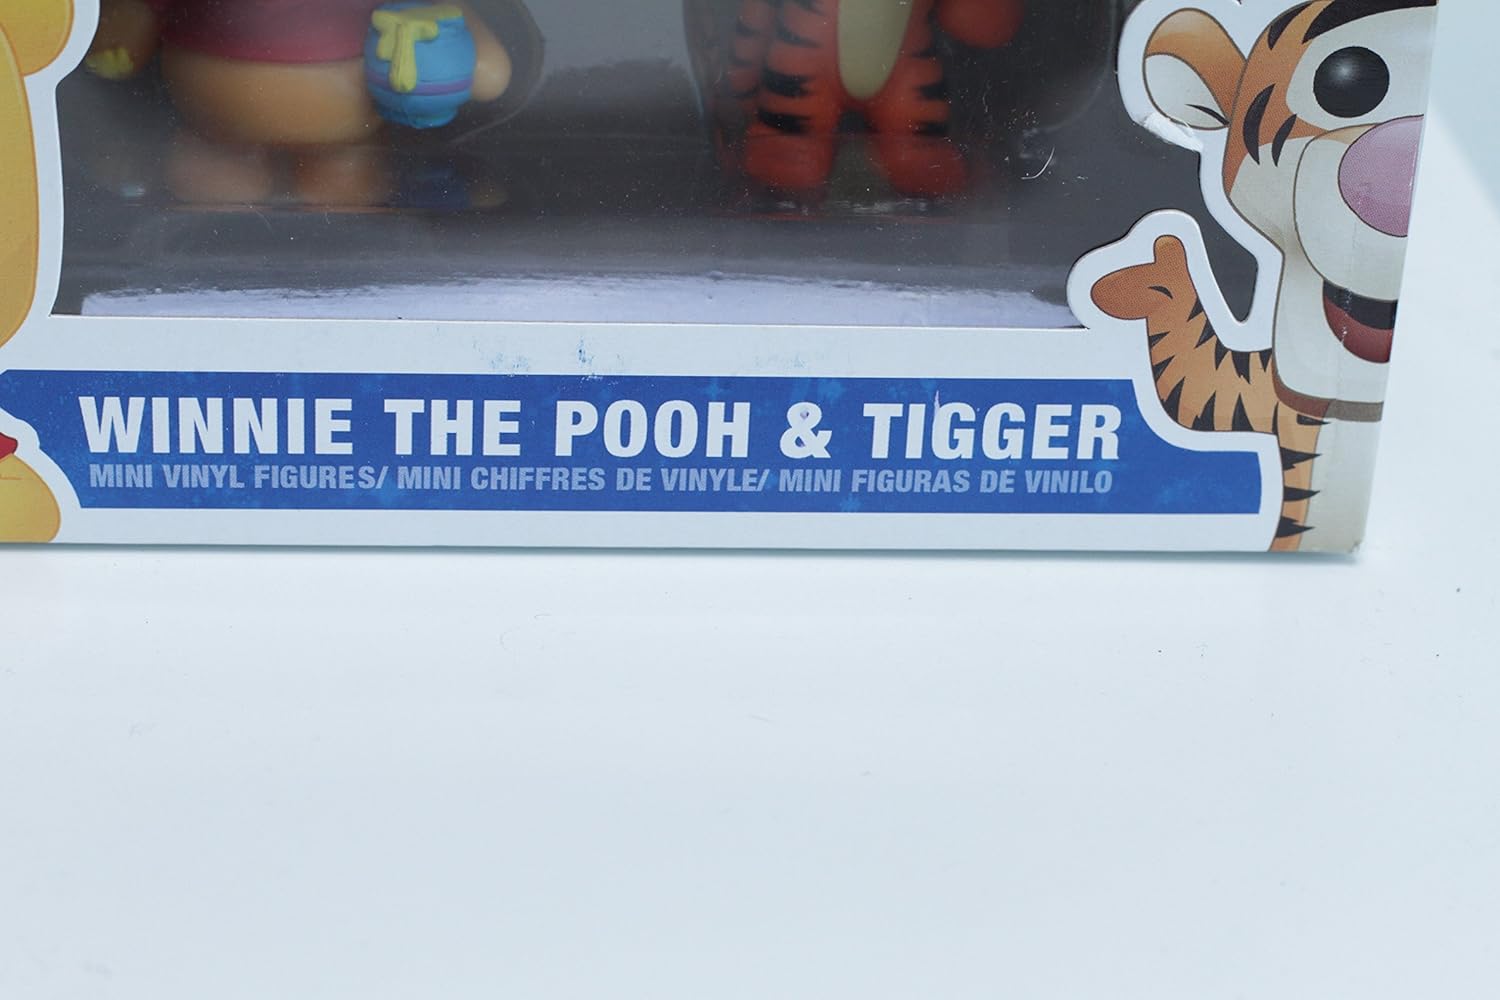 WINNIE THE POOH & TIGGER
MINI VINYL FIGURES/ MINI CHIFFRES DE VINYLE/ MINI FIGURAS DE VINILO